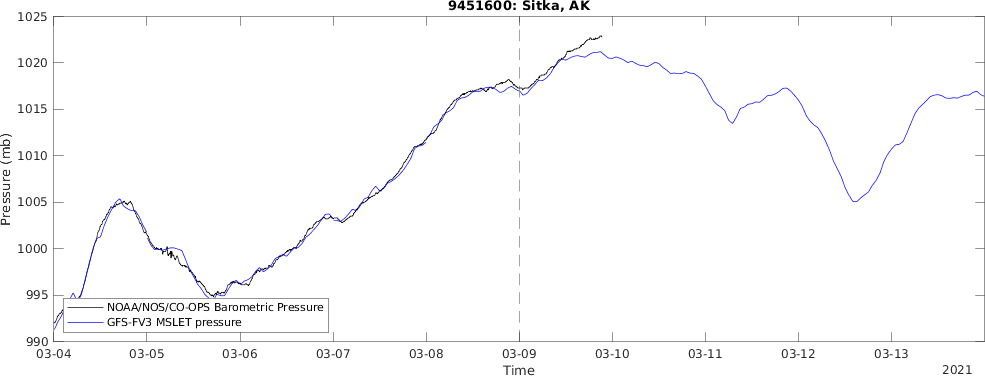 9451600: Sitka, AK
1025
1020
1015
1010
1005
1000
995
990
Pressure (mb)
NOAA/NOS/CO-OPS Barometric Pressure
GFS-FV3 MSLET pressure
03-04 03-05 03-06 03-07 03-08 03-09 03-10 03-11 03-12 03-13
Time
2021